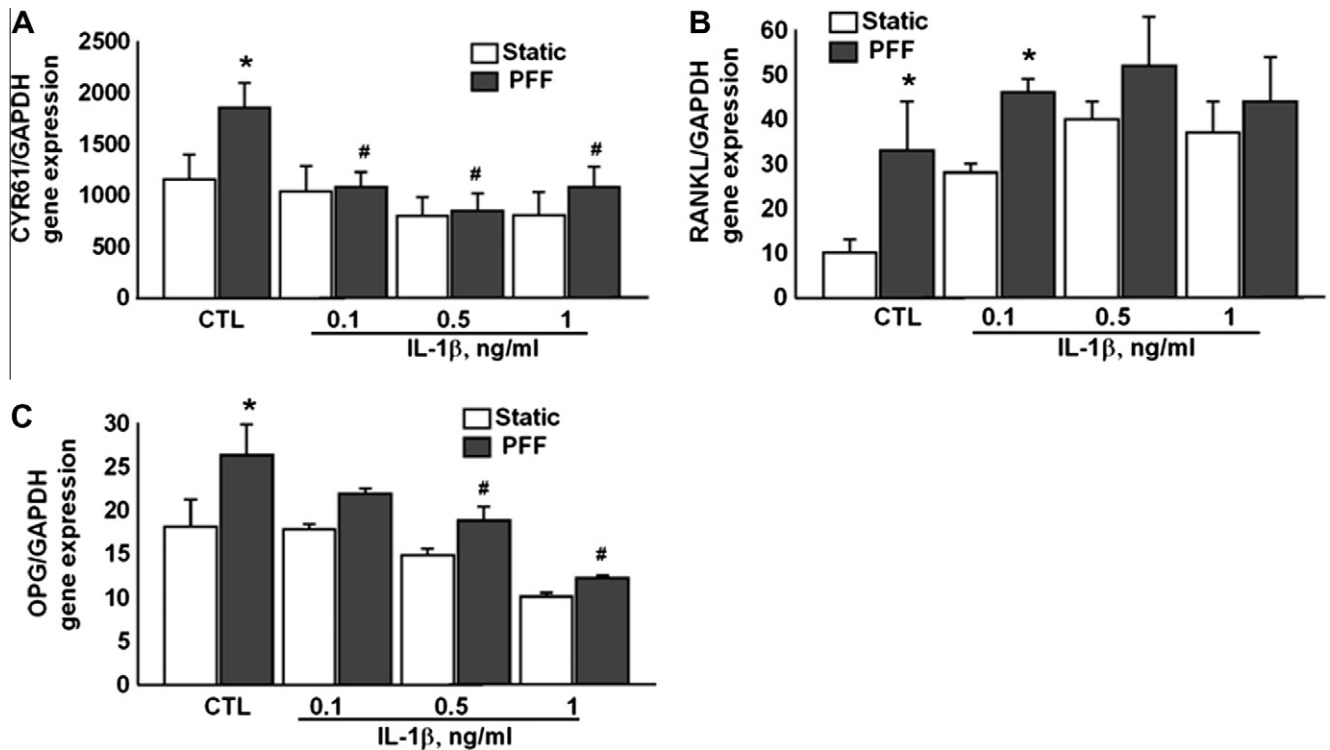 A
CYR61/GAPDH
gene expression
2500
2000
1500
1000
500
0
Static
PFF
*
#
#
#
CTL
0.1
0.5
1
IL-1β, ng/ml
B
RANKL/GAPDH
gene expression
60
50
40
30
20
10
0
Static
PFF
*
*
CTL
0.1
0.5
1
IL-1β, ng/ml
C
OPG/GAPDH
gene expression
30
25
20
15
10
5
0
Static
PFF
*
#
#
CTL
0.1
0.5
1
IL-1β, ng/ml